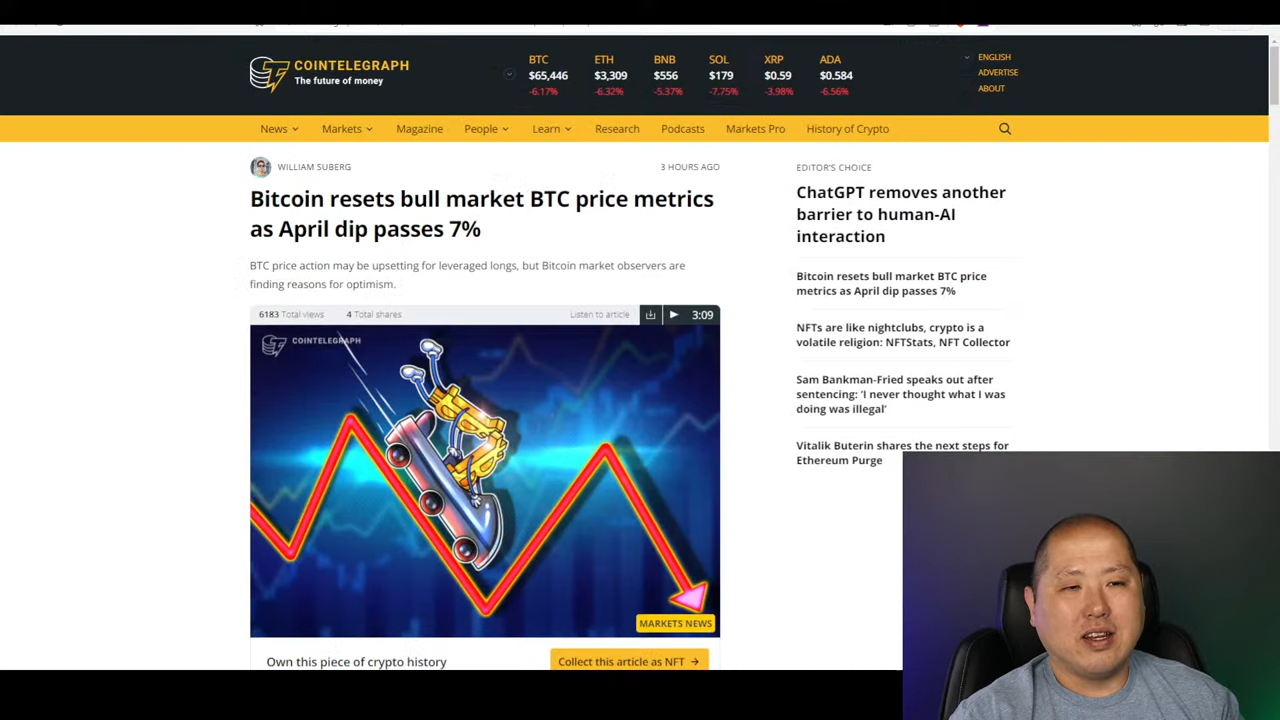 COINTELEGRAPH
The future of money
BTC
$65,446
-6.17%
ETH
$3,309
-6.32%
BNB
$556
-5.37%
SOL
$179
-7.75%
XRP
$0.59
-3.98%
ADA
$0.584
-6.56%
ENGLISH
ADVERTISE
ABOUT
News Markets Magazine People Learn Research Podcasts Markets Pro History of Crypto
WILLIAM SUBERG
3 HOURS AGO
Bitcoin resets bull market BTC price metrics
as April dip passes 7%
BTC price action may be upsetting for leveraged longs, but Bitcoin market observers are
finding reasons for optimism.
6183 Total views 4 Total shares Listen to article 3:09
COINTELEGRAPH
MARKETS NEWS
Own this piece of crypto history
Collect this article as NFT →
EDITOR'S CHOICE
ChatGPT removes another
barrier to human-AI
interaction
Bitcoin resets bull market BTC price
metrics as April dip passes 7%
NFTs are like nightclubs, crypto is a
volatile religion: NFTStats, NFT Collector
Sam Bankman-Fried speaks out after
sentencing: ‘I never thought what I was
doing was illegal’
Vitalik Buterin shares the next steps for
Ethereum Purge